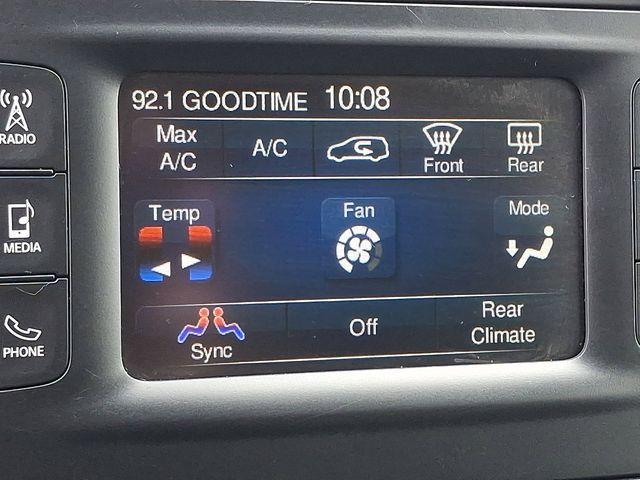 92.1 GOODTIME 10:08
RADIO
MEDIA
PHONE
Max
A/C
A/C
Front
Rear
Temp
Fan
Mode
Sync
Off
Rear
Climate